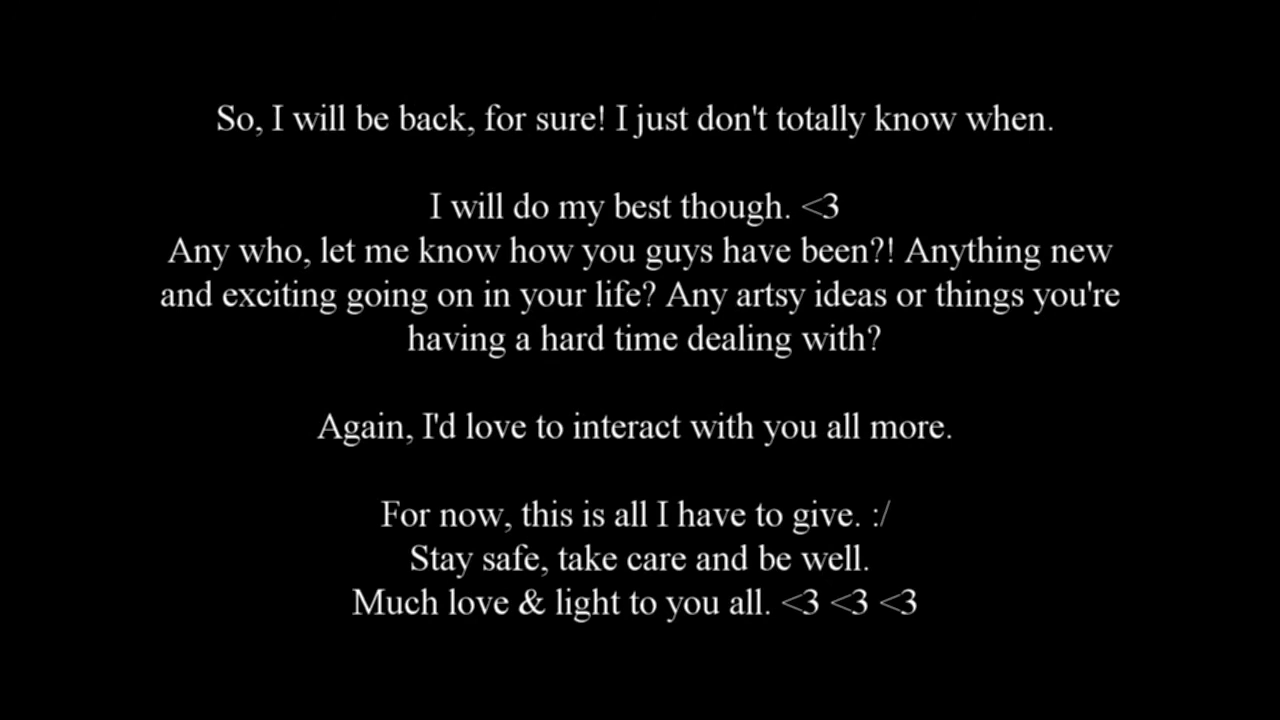 So, I will be back, for sure! I just don't totally know when.
I will do my best though. <3
Any who, let me know how you guys have been?! Anything new
and exciting going on in your life? Any artsy ideas or things you're
having a hard time dealing with?
Again, I'd love to interact with you all more.
For now, this is all I have to give. :/
Stay safe, take care and be well.
Much love & light to you all. <3 <3 <3